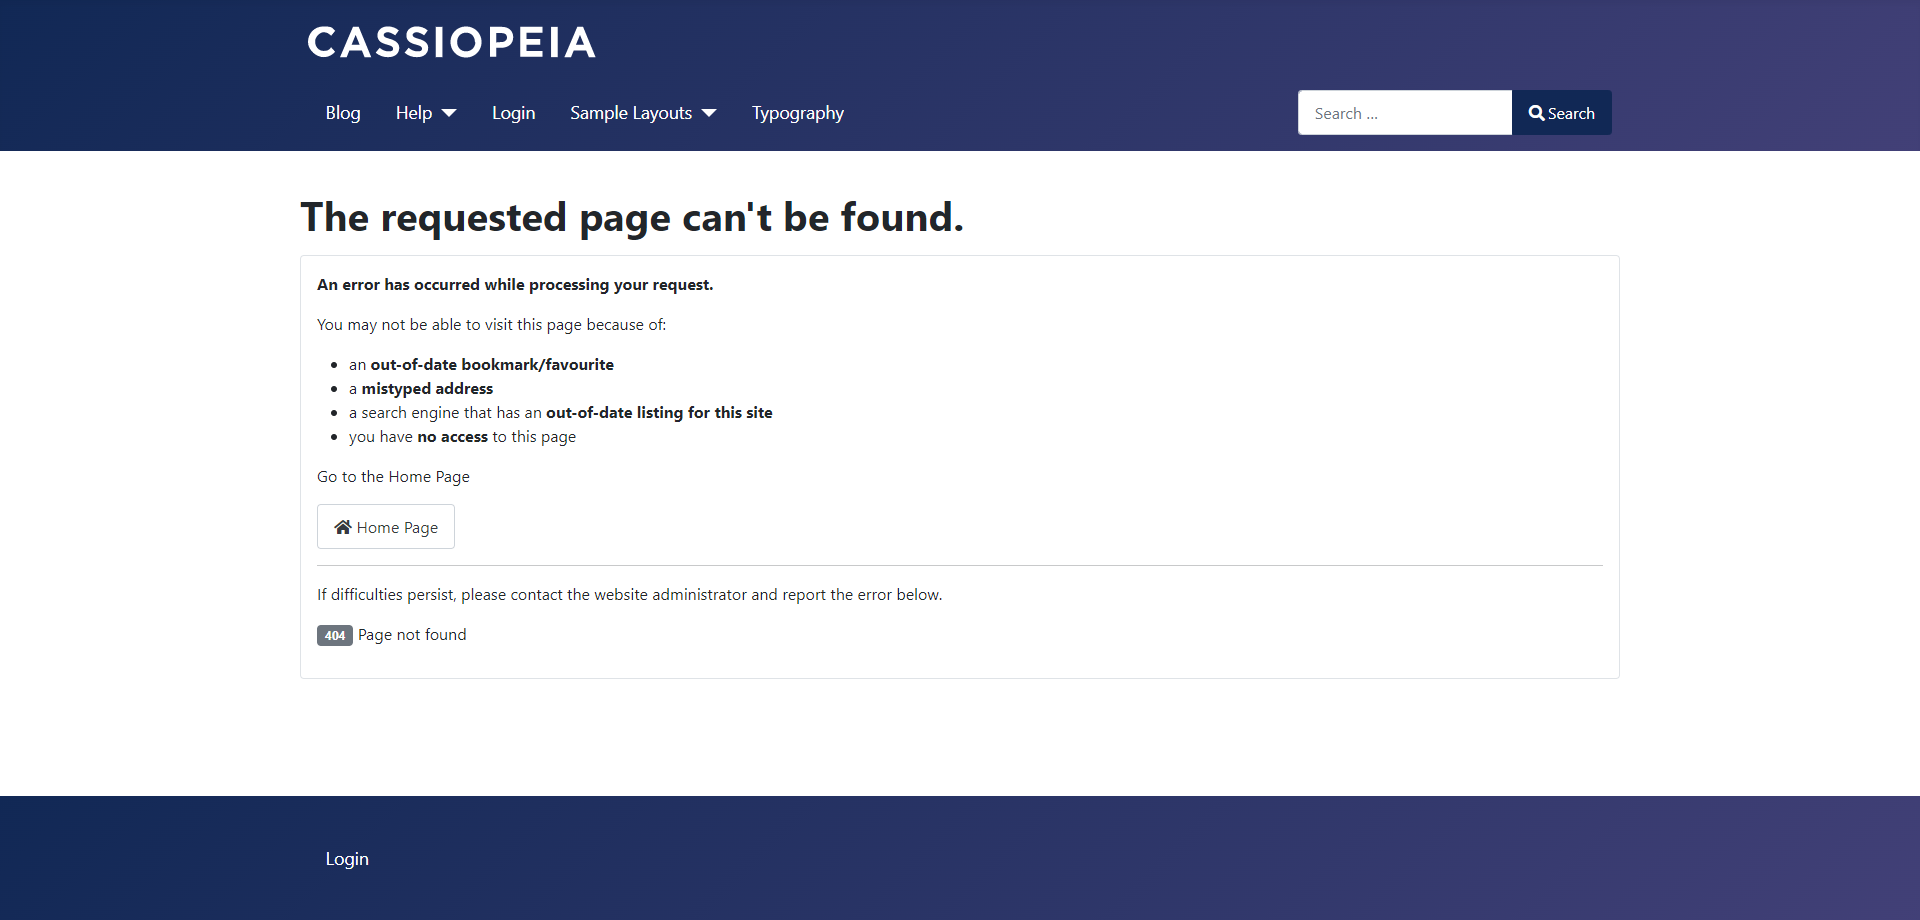 CASSIOPEIA
Blog Help Login Sample Layouts Typography Search ... Search
The requested page can't be found.
An error has occurred while processing your request.
You may not be able to visit this page because of:
an out-of-date bookmark/favourite
a mistyped address
a search engine that has an out-of-date listing for this site
you have no access to this page
Go to the Home Page
Home Page
If difficulties persist, please contact the website administrator and report the error below.
404 Page not found
Login